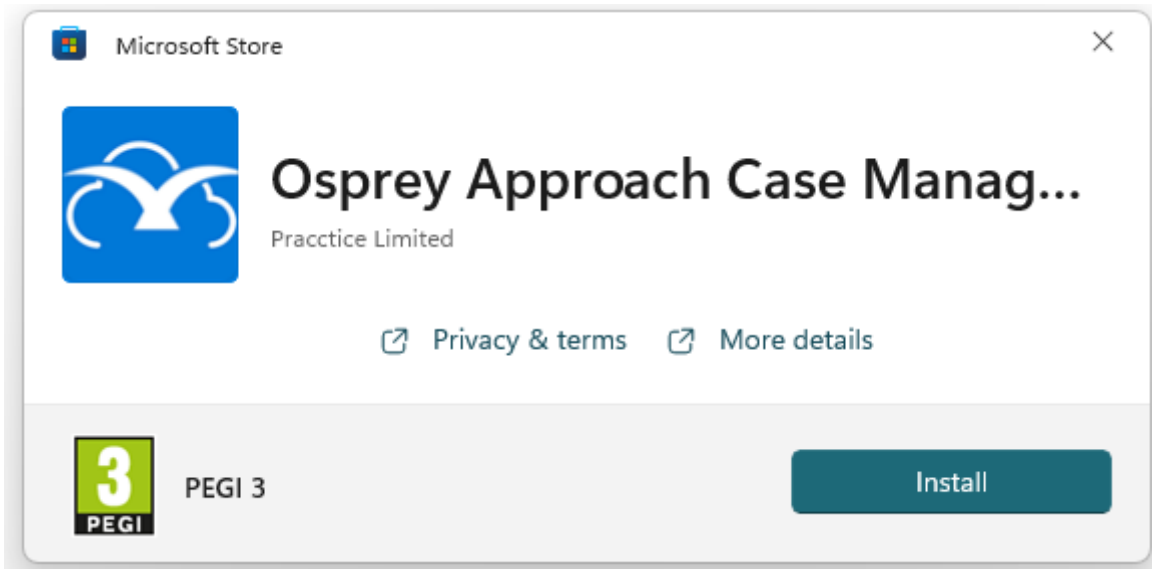 Microsoft Store
Osprey Approach Case Manag...
Pracctice Limited
Privacy & terms More details
3
PEGI
PEGI 3
Install